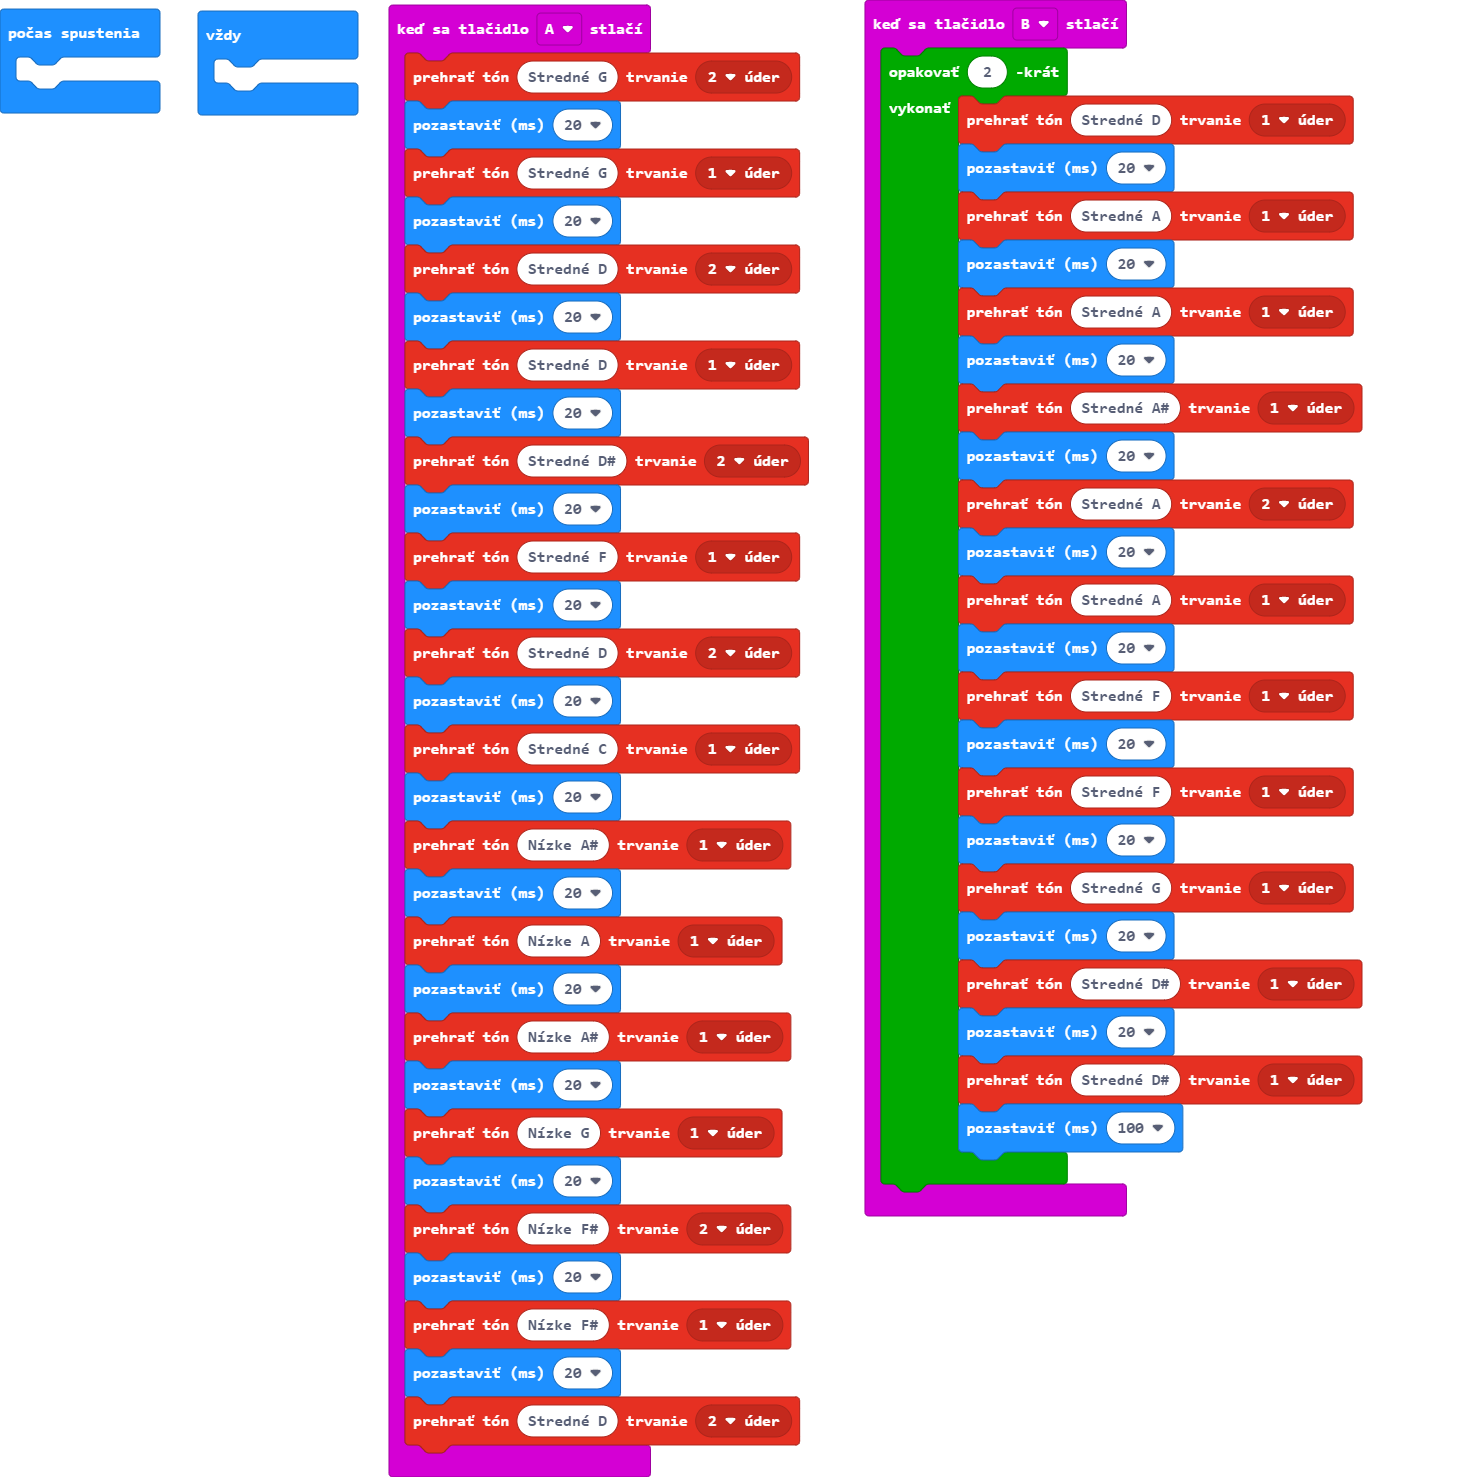 počas spustenia
vždy
keď sa tlačidlo A stlačí
prehrať tón Stredné G trvanie 2 úder
pozastaviť (ms) 20
prehrať tón Stredné G trvanie 1 úder
pozastaviť (ms) 20
prehrať tón Stredné D trvanie 2 úder
pozastaviť (ms) 20
prehrať tón Stredné D trvanie 1 úder
pozastaviť (ms) 20
prehrať tón Stredné D# trvanie 2 úder
pozastaviť (ms) 20
prehrať tón Stredné F trvanie 1 úder
pozastaviť (ms) 20
prehrať tón Stredné D trvanie 2 úder
pozastaviť (ms) 20
prehrať tón Stredné C trvanie 1 úder
pozastaviť (ms) 20
prehrať tón Nízke A# trvanie 1 úder
pozastaviť (ms) 20
prehrať tón Nízke A trvanie 1 úder
pozastaviť (ms) 20
prehrať tón Nízke A# trvanie 1 úder
pozastaviť (ms) 20
prehrať tón Nízke G trvanie 1 úder
pozastaviť (ms) 20
prehrať tón Nízke F# trvanie 2 úder
pozastaviť (ms) 20
prehrať tón Nízke F# trvanie 1 úder
pozastaviť (ms) 20
prehrať tón Stredné D trvanie 2 úder
keď sa tlačidlo B stlačí
opakovať 2 -krát
vykonať
prehrať tón Stredné D trvanie 1 úder
pozastaviť (ms) 20
prehrať tón Stredné A trvanie 1 úder
pozastaviť (ms) 20
prehrať tón Stredné A trvanie 1 úder
pozastaviť (ms) 20
prehrať tón Stredné A# trvanie 1 úder
pozastaviť (ms) 20
prehrať tón Stredné A trvanie 2 úder
pozastaviť (ms) 20
prehrať tón Stredné A trvanie 1 úder
pozastaviť (ms) 20
prehrať tón Stredné F trvanie 1 úder
pozastaviť (ms) 20
prehrať tón Stredné F trvanie 1 úder
pozastaviť (ms) 20
prehrať tón Stredné G trvanie 1 úder
pozastaviť (ms) 20
prehrať tón Stredné D# trvanie 1 úder
pozastaviť (ms) 20
prehrať tón Stredné D# trvanie 1 úder
pozastaviť (ms) 100